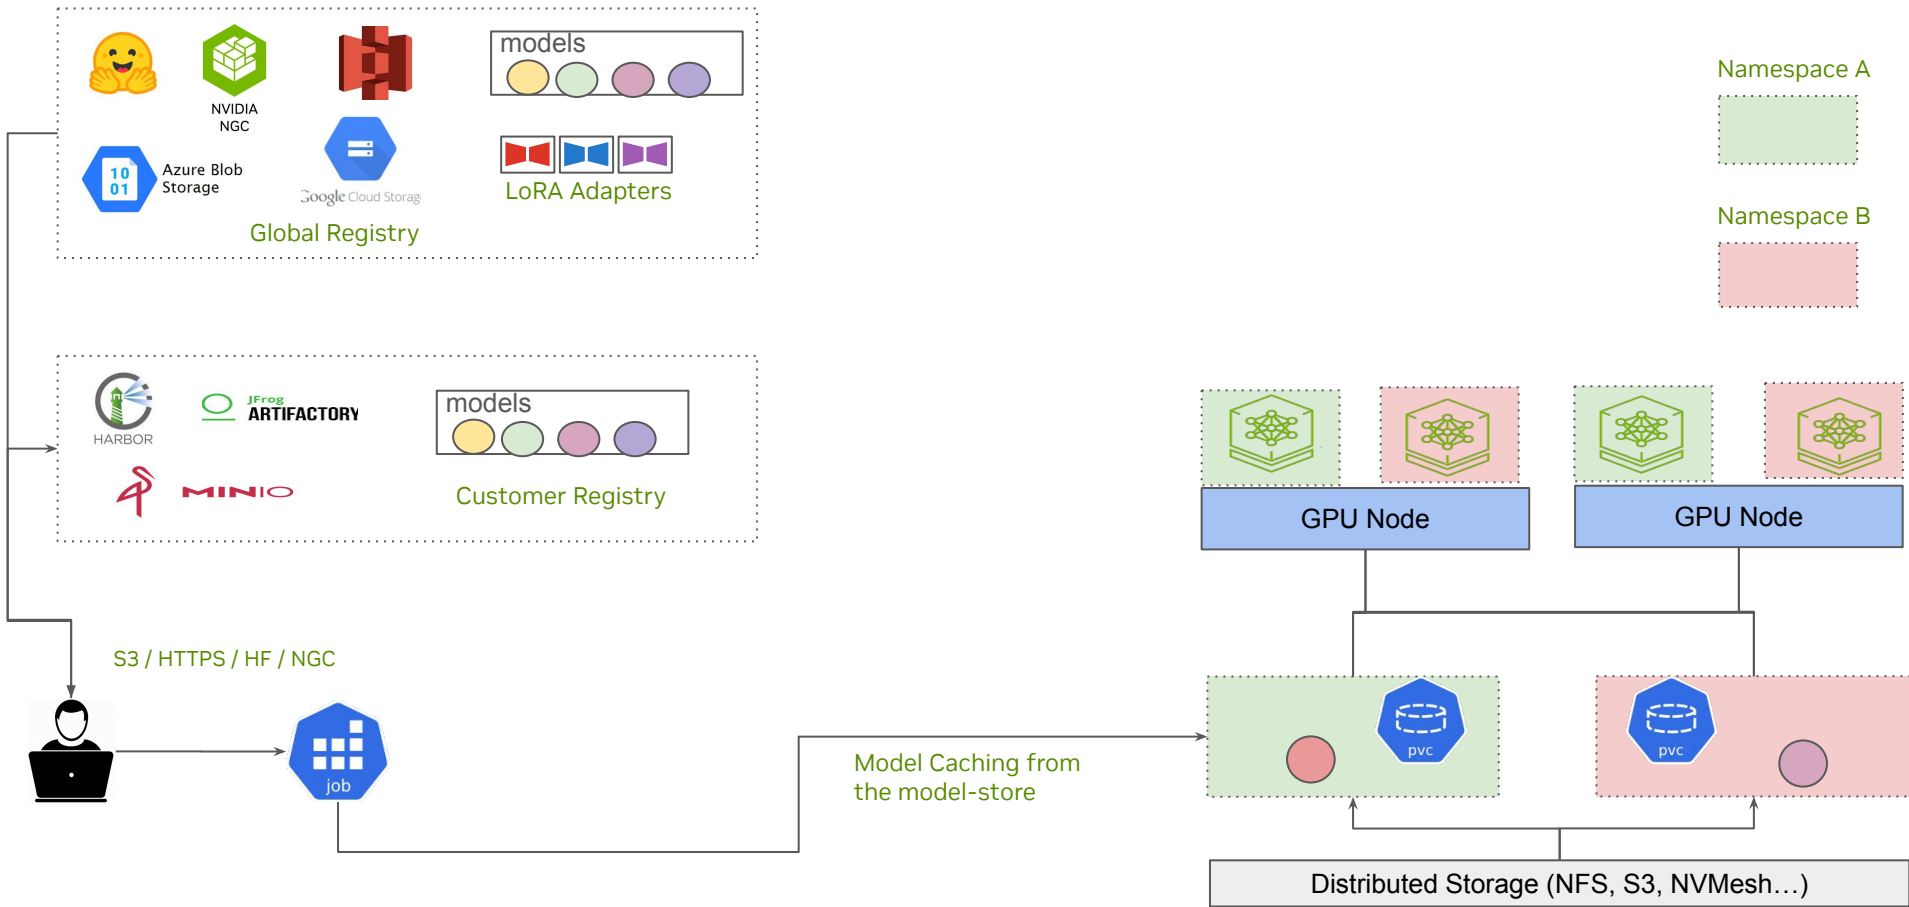 models
NVIDIA
NGC
10
01
Azure Blob
Storage
Google Cloud Storag
LoRA Adapters
Global Registry
Namespace A
Namespace B
HARBOR
JFrog
ARTIFACTORY
models
MINIO
Customer Registry
GPU Node
GPU Node
S3 / HTTPS / HF / NGC
job
Model Caching from
the model-store
pvc
pvc
Distributed Storage (NFS, S3, NVMesh…)